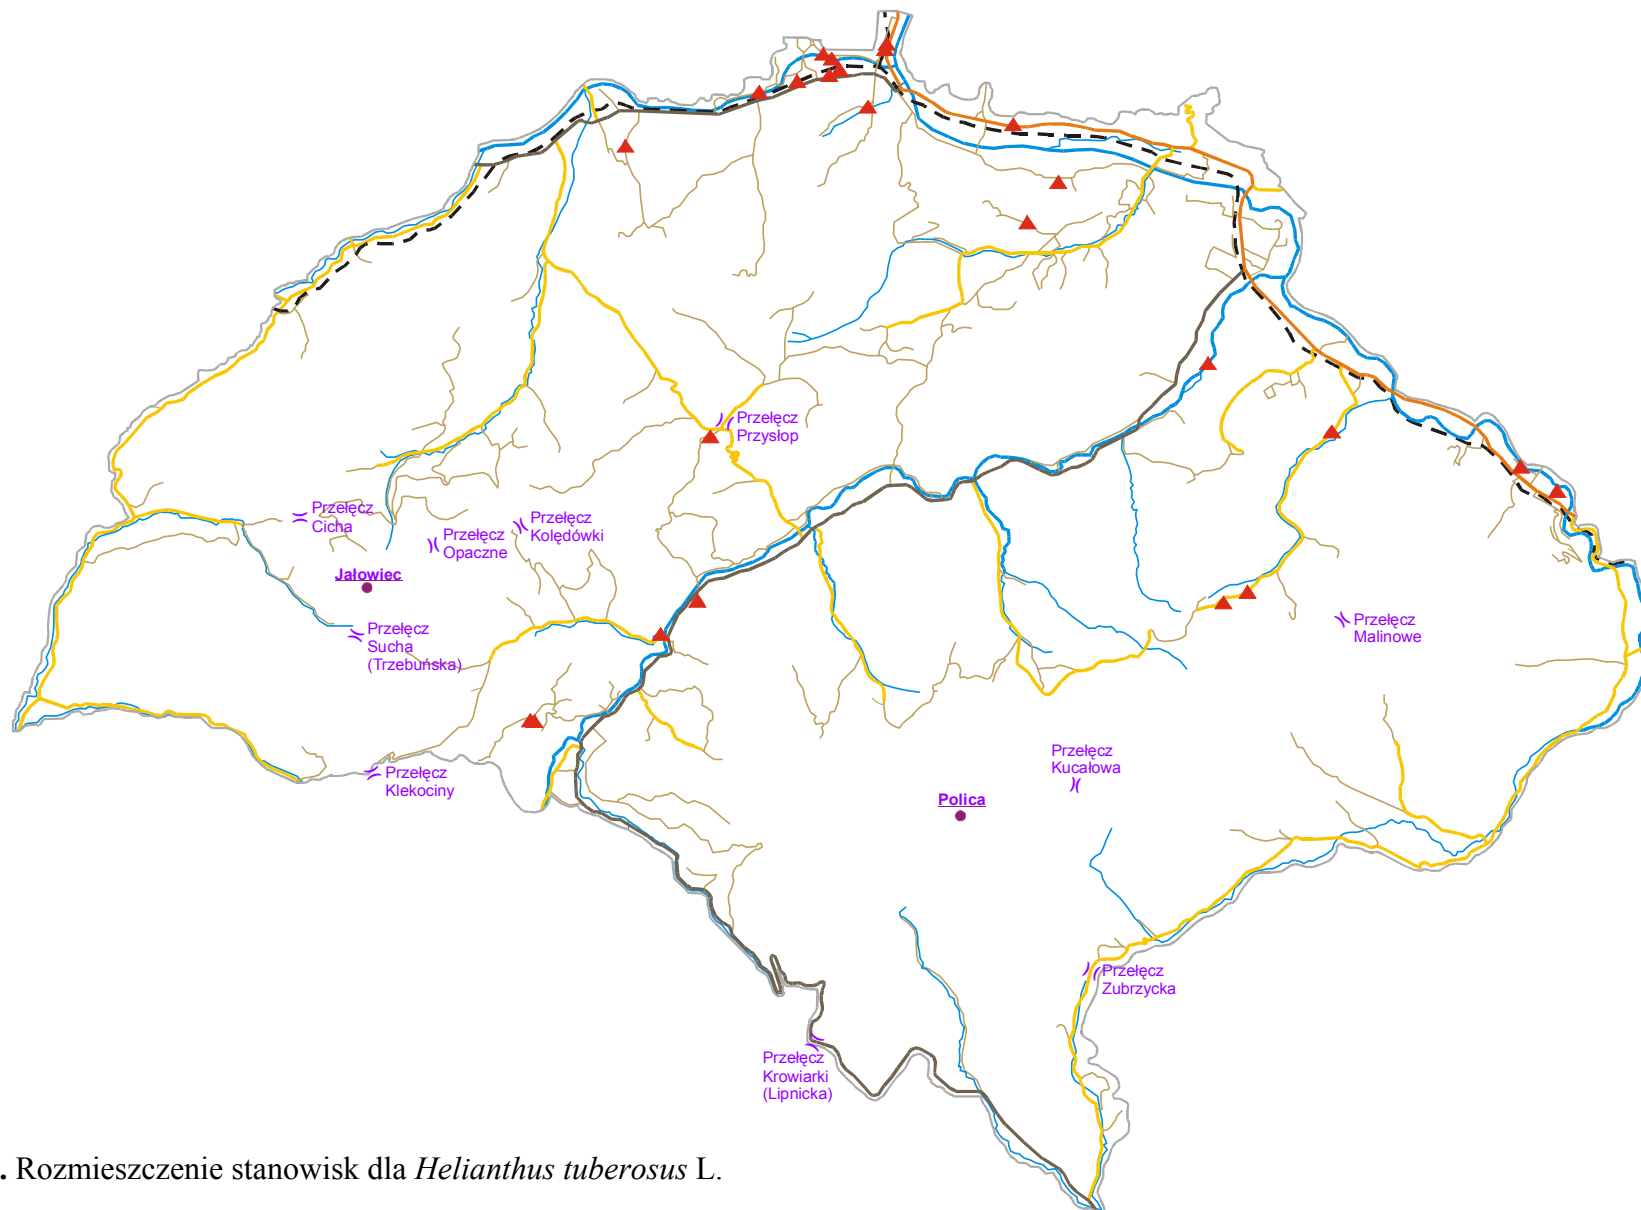 Przełęcz
Przysłop
Przełęcz
Cicha
Przełęcz
Opaczne
Przełęcz
Kolędówki
Jałowiec
Przełęcz
Sucha
(Trzebuńska)
Przełęcz
Malinowe
Przełęcz
Klekociny
Przełęcz
Kucałowa
Polica
Przełęcz
Zubrzycka
Przełęcz
Krowiarki
(Lipnicka)
. Rozmieszczenie stanowisk dla Helianthus tuberosus L.